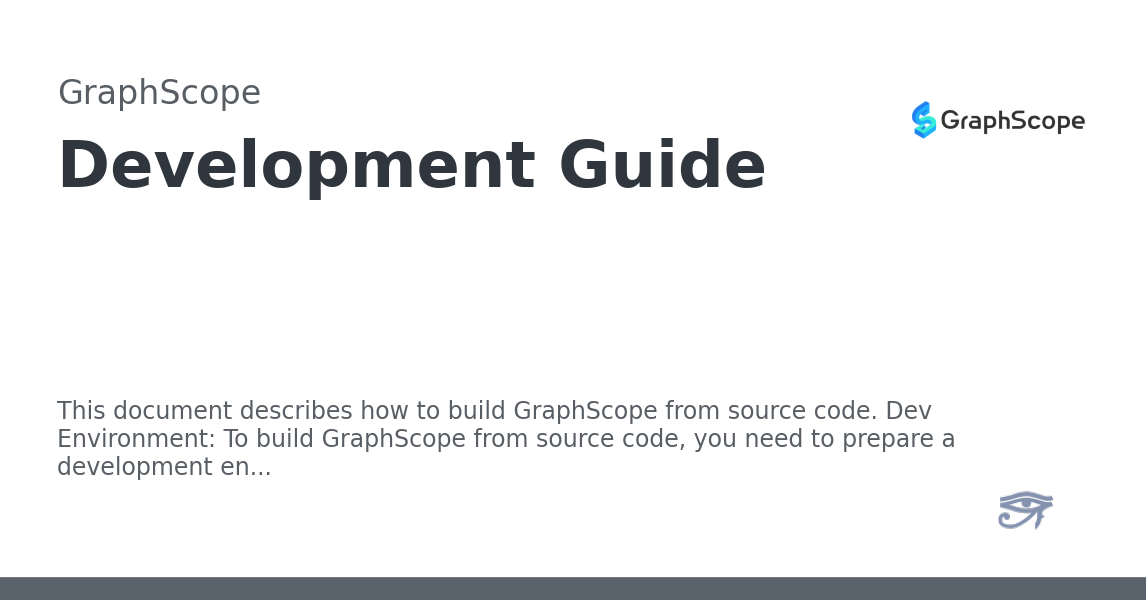 GraphScope
GraphScope
Development Guide
This document describes how to build GraphScope from source code. Dev
Environment: To build GraphScope from source code, you need to prepare a
development en...